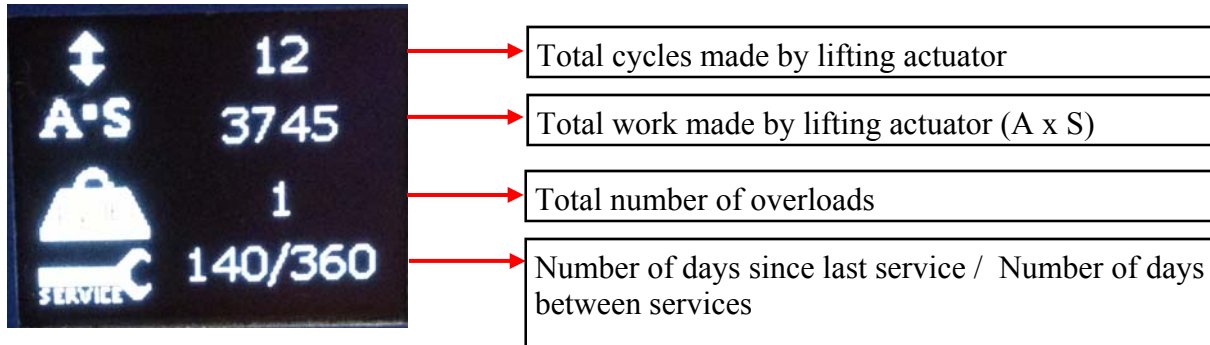 12
Total cycles made by lifting actuator
A·S 3745
Total work made by lifting actuator (A x S)
1
Total number of overloads
SERVICE 140/360
Number of days since last service / Number of days
between services